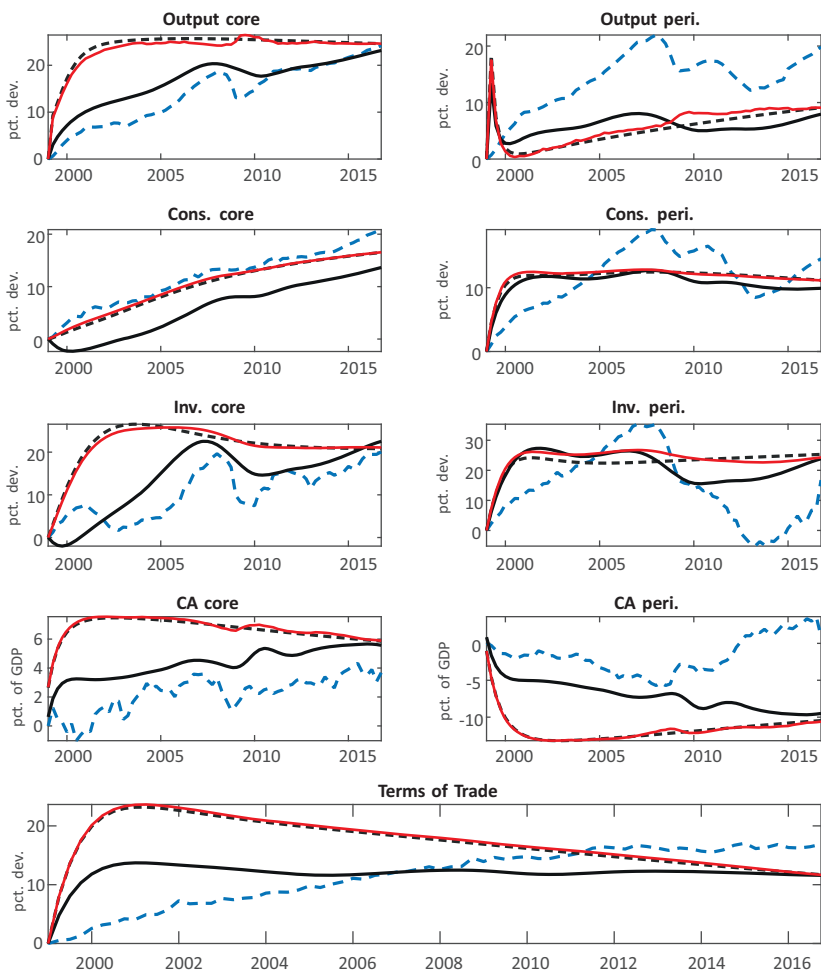 Output core
pct. dev.
20
10
0
2000 2005 2010 2015
Output peri.
20
10
0
2000 2005 2010 2015
Cons. core
pct. dev.
20
10
0
2000 2005 2010 2015
Cons. peri.
10
0
2000 2005 2010 2015
Inv. core
pct. dev.
20
10
0
2000 2005 2010 2015
Inv. peri.
30
20
10
0
2000 2005 2010 2015
CA core
pct. of GDP
6
4
2
0
2000 2005 2010 2015
CA peri.
pct. of GDP
0
-5
-10
2000 2005 2010 2015
Terms of Trade
pct. dev.
20
10
0
2000 2002 2004 2006 2008 2010 2012 2014 2016